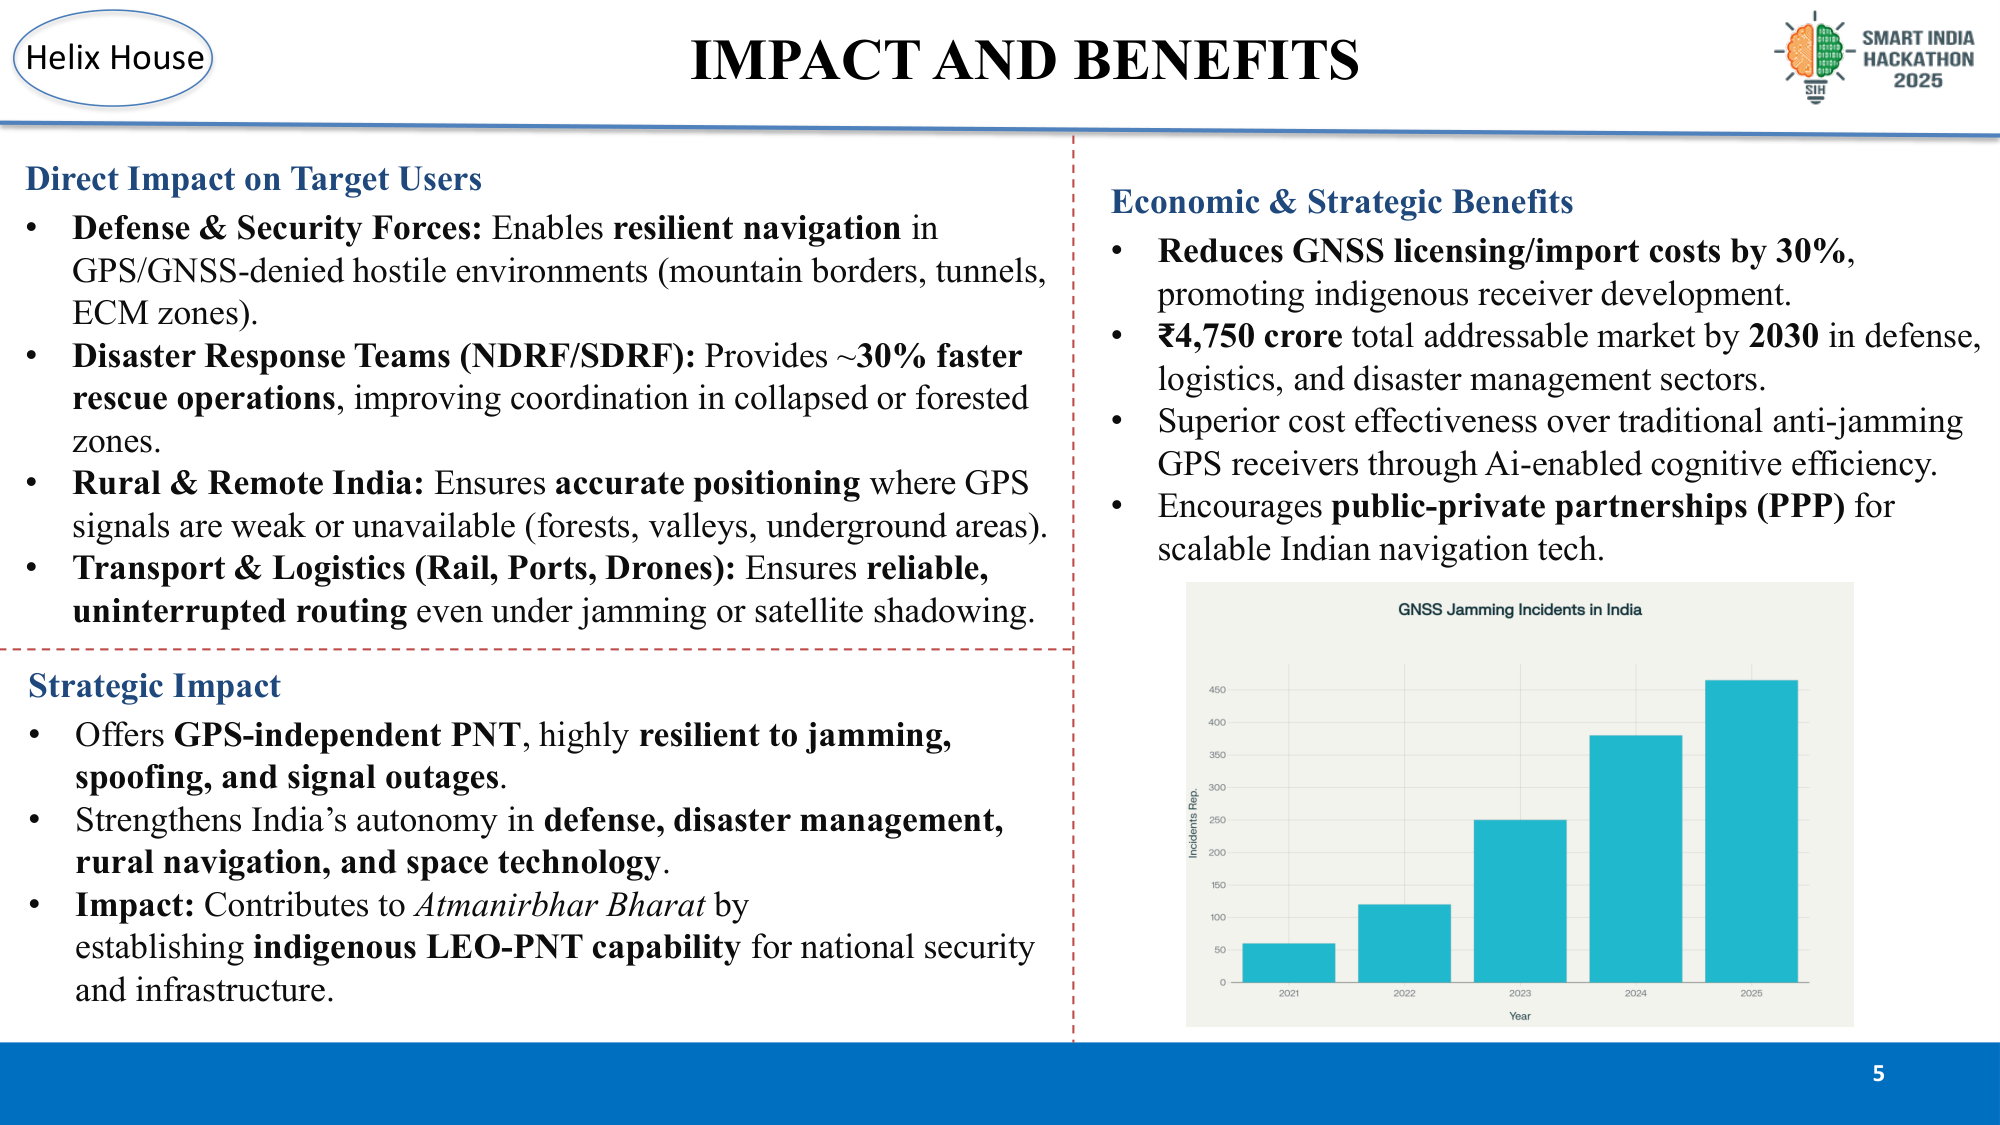 Helix House
IMPACT AND BENEFITS
SMART INDIA
HACKATHON
2025
SIH
Direct Impact on Target Users
• Defense & Security Forces: Enables resilient navigation in
GPS/GNSS-denied hostile environments (mountain borders, tunnels,
ECM zones).
• Disaster Response Teams (NDRF/SDRF): Provides ~30% faster
rescue operations, improving coordination in collapsed or forested
zones.
• Rural & Remote India: Ensures accurate positioning where GPS
signals are weak or unavailable (forests, valleys, underground areas).
• Transport & Logistics (Rail, Ports, Drones): Ensures reliable,
uninterrupted routing even under jamming or satellite shadowing.
Strategic Impact
• Offers GPS-independent PNT, highly resilient to jamming,
spoofing, and signal outages.
• Strengthens India’s autonomy in defense, disaster management,
rural navigation, and space technology.
• Impact: Contributes to Atmanirbhar Bharat by
establishing indigenous LEO-PNT capability for national security
and infrastructure.
Economic & Strategic Benefits
• Reduces GNSS licensing/import costs by 30%,
promoting indigenous receiver development.
• ₹4,750 crore total addressable market by 2030 in defense,
logistics, and disaster management sectors.
• Superior cost effectiveness over traditional anti-jamming
GPS receivers through Ai-enabled cognitive efficiency.
• Encourages public-private partnerships (PPP) for
scalable Indian navigation tech.
GNSS Jamming Incidents in India
Incidents Rep.
450
400
350
300
250
200
150
100
50
0
2021 2022 2023 2024 2025
Year
5